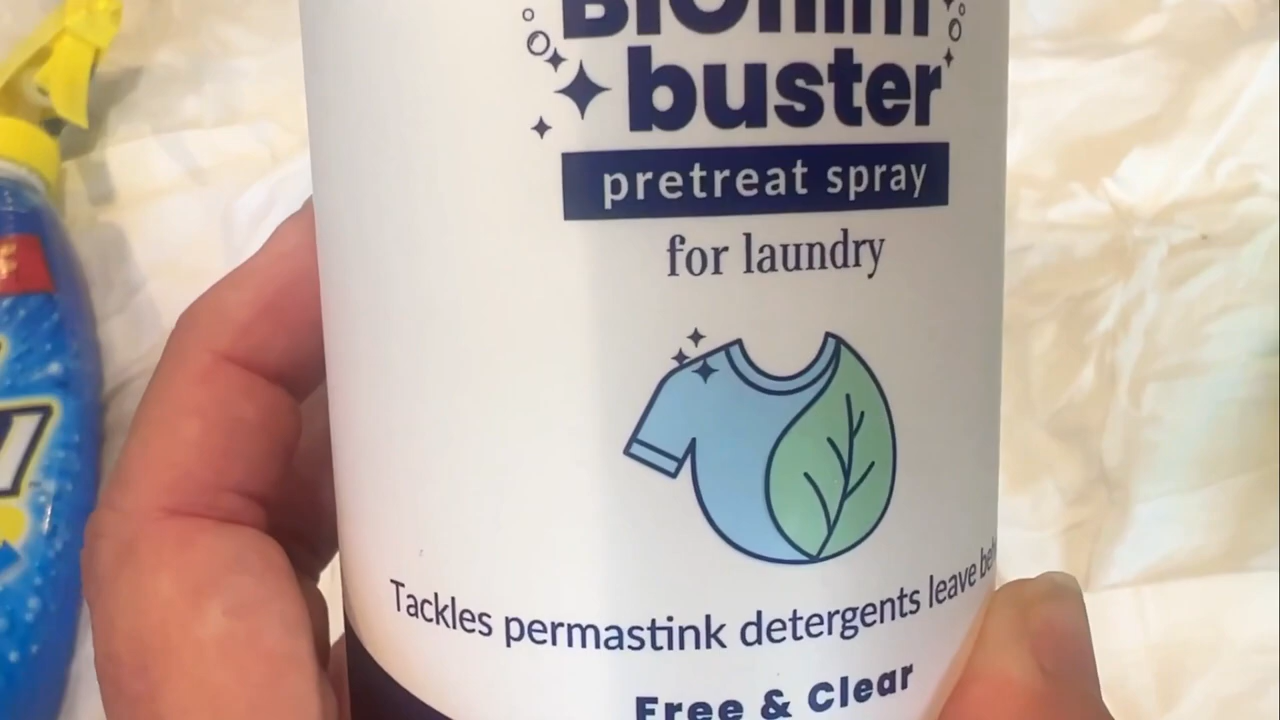 buster
pretreat spray
for laundry
Tackles permastink detergents leave
Free & Clear